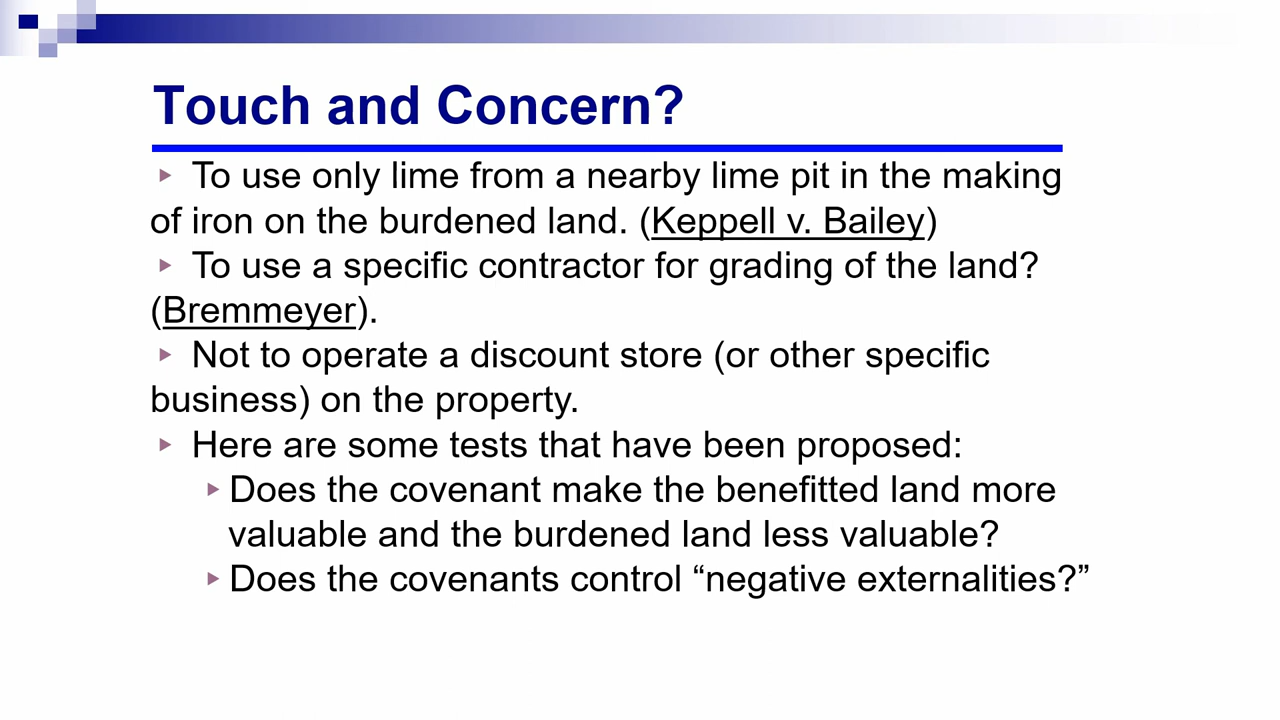 Touch and Concern?
▸ To use only lime from a nearby lime pit in the making
of iron on the burdened land. (Keppell v. Bailey)
▸ To use a specific contractor for grading of the land?
(Bremmeyer).
▸ Not to operate a discount store (or other specific
business) on the property.
▸ Here are some tests that have been proposed:
▸ Does the covenant make the benefitted land more
valuable and the burdened land less valuable?
▸ Does the covenants control “negative externalities?”